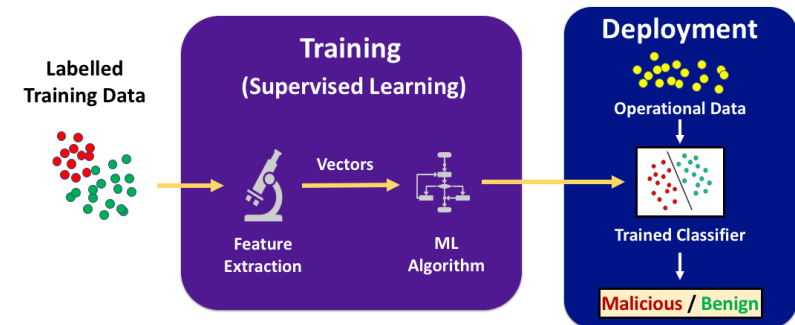 Labelled
Training Data
Training
(Supervised Learning)
Vectors
Feature
Extraction
ML
Algorithm
Deployment
Operational Data
Trained Classifier
Malicious / Benign